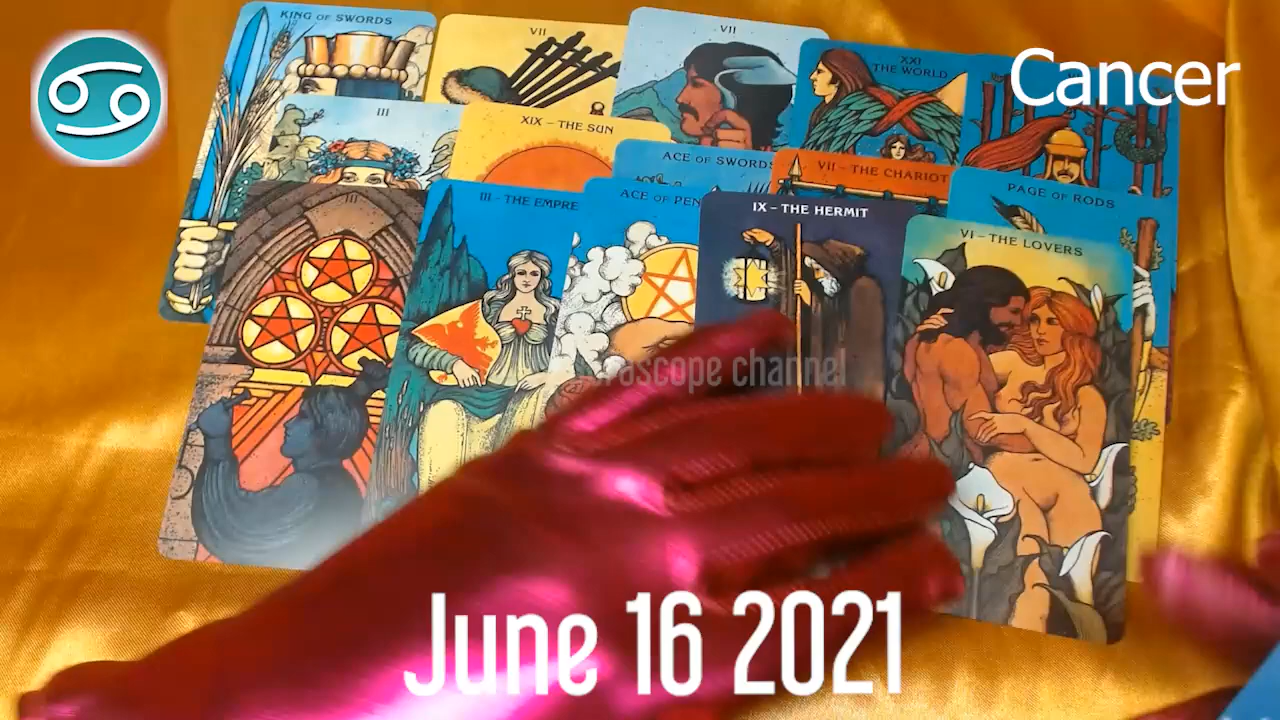 Cancer
KING OF SWORDS
VII
VII
XXI
THE WORLD
III
XIX – THE SUN
ACE OF SWORDS
VII – THE CHARIOT
PAGE OF RODS
III
III – THE EMPRE
ACE OF PEN
IX – THE HERMIT
VI – THE LOVERS
channel
June 16 2021